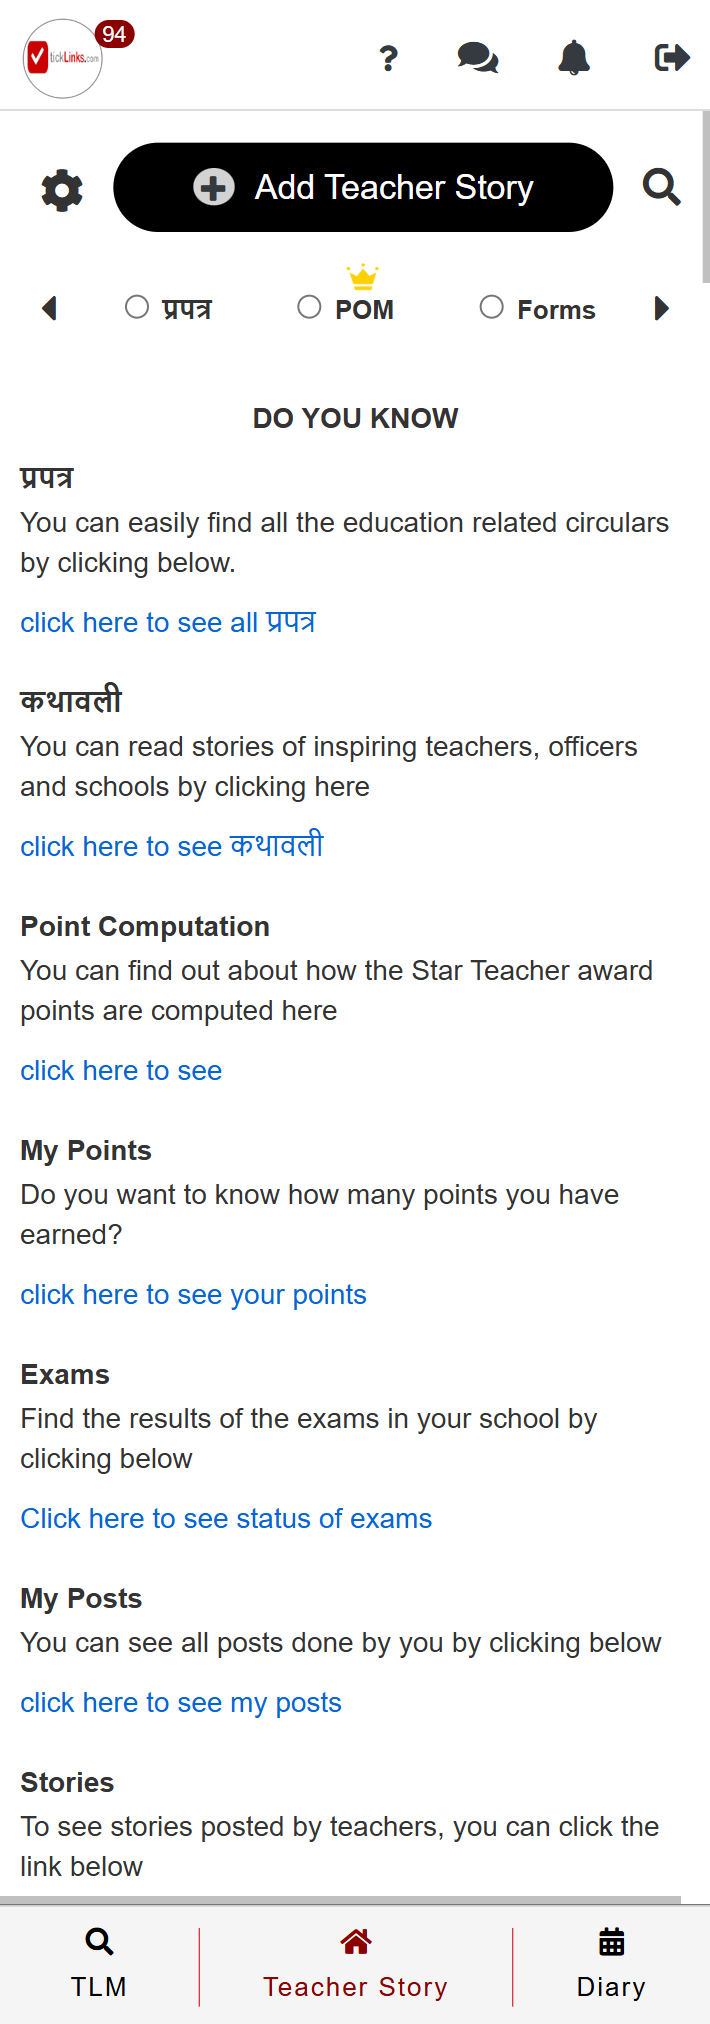 94
tickLinks.com
?
Add Teacher Story
प्रपत्र POM Forms
DO YOU KNOW
प्रपत्र
You can easily find all the education related circulars
by clicking below.
click here to see all प्रपत्र
कथावली
You can read stories of inspiring teachers, officers
and schools by clicking here
click here to see कथावली
Point Computation
You can find out about how the Star Teacher award
points are computed here
click here to see
My Points
Do you want to know how many points you have
earned?
click here to see your points
Exams
Find the results of the exams in your school by
clicking below
Click here to see status of exams
My Posts
You can see all posts done by you by clicking below
click here to see my posts
Stories
To see stories posted by teachers, you can click the
link below
TLM Teacher Story Diary